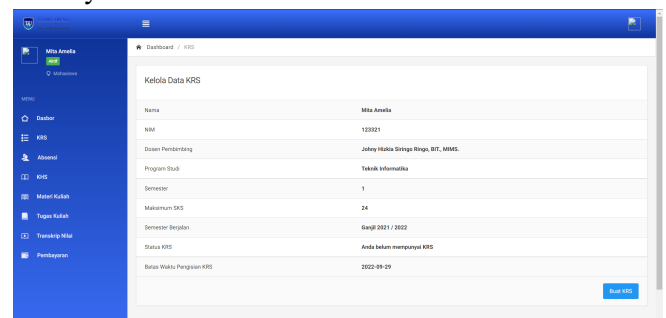 Mita Amelia
Aktif
Mahasiswa
MENU
Dasbor
KRS
Absensi
KHS
Materi Kuliah
Tugas Kuliah
Transkrip Nilai
Pembayaran
Dashboard / KRS
Kelola Data KRS
Nama Mita Amelia
NIM 123321
Dosen Pembimbing Johny Hizkia Siringo Ringo, BIT., MIMS.
Program Studi Teknik Informatika
Semester 1
Maksimum SKS 24
Semester Berjalan Ganjil 2021 / 2022
Status KRS Anda belum mempunyai KRS
Batas Waktu Pengisian KRS 2022-09-29
Buat KRS